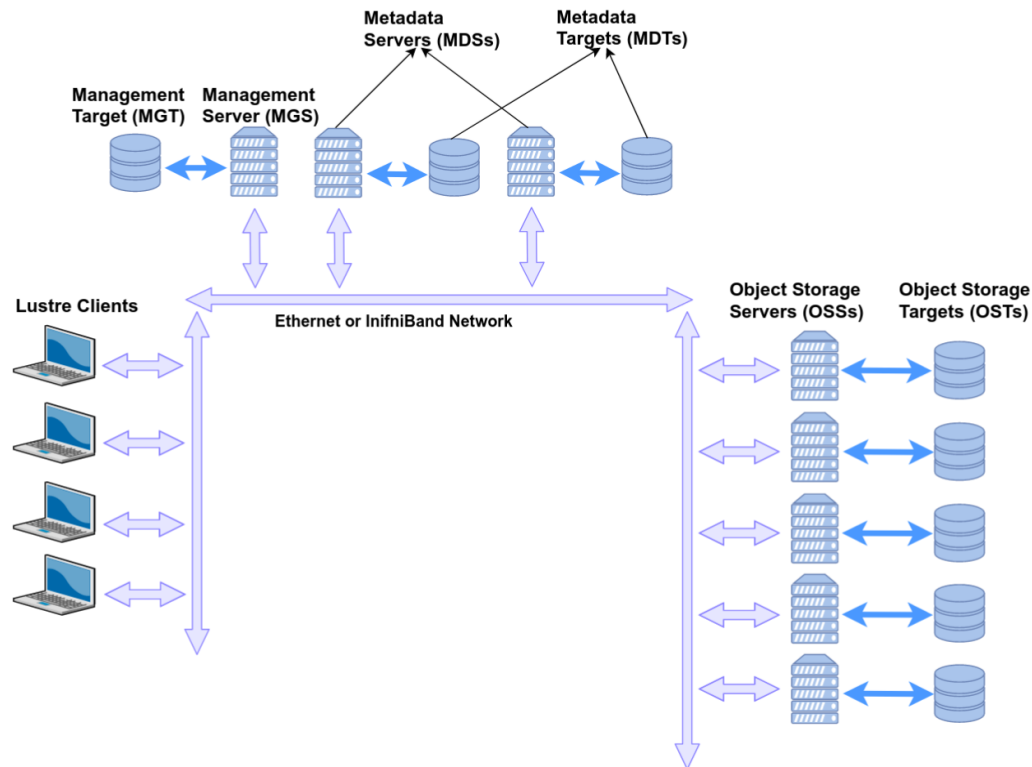 Metadata
Servers (MDSs)
Metadata
Targets (MDTs)
Management
Target (MGT)
Management
Server (MGS)
Lustre Clients
Ethernet or InifniBand Network
Object Storage
Servers (OSSs)
Object Storage
Targets (OSTs)